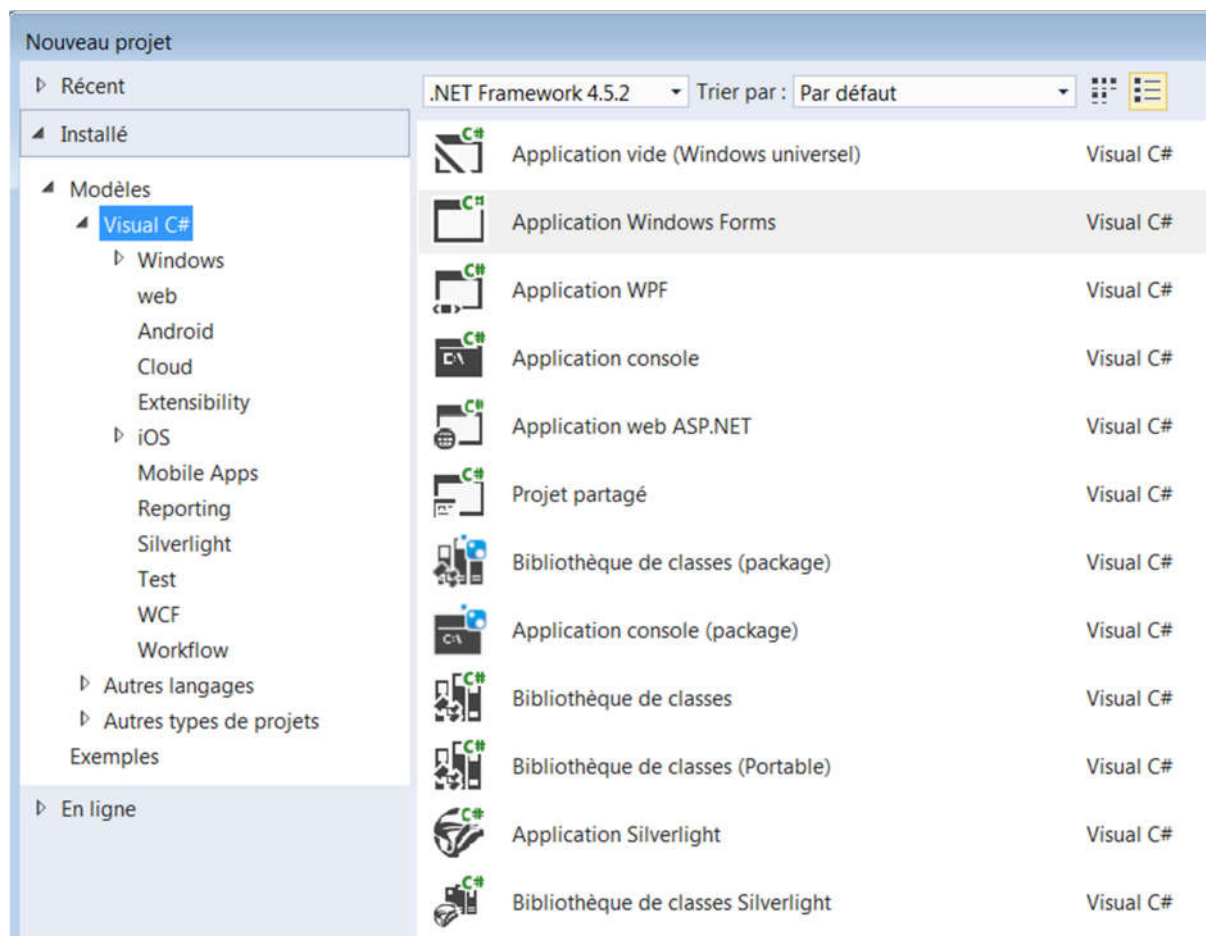 Nouveau projet
Récent
Installé
Modèles
Visual C#
Windows
web
Android
Cloud
Extensibility
iOS
Mobile Apps
Reporting
Silverlight
Test
WCF
Workflow
Autres langages
Autres types de projets
Exemples
En ligne
.NET Framework 4.5.2 Trier par : Par défaut
C# Application vide (Windows universel) Visual C#
C# Application Windows Forms Visual C#
C# Application WPF Visual C#
C# C:\ Application console Visual C#
C# Application web ASP.NET Visual C#
C# Projet partagé Visual C#
Bibliothèque de classes (package) Visual C#
C:\ Application console (package) Visual C#
C# Bibliothèque de classes Visual C#
C# Bibliothèque de classes (Portable) Visual C#
C# Application Silverlight Visual C#
C# Bibliothèque de classes Silverlight Visual C#